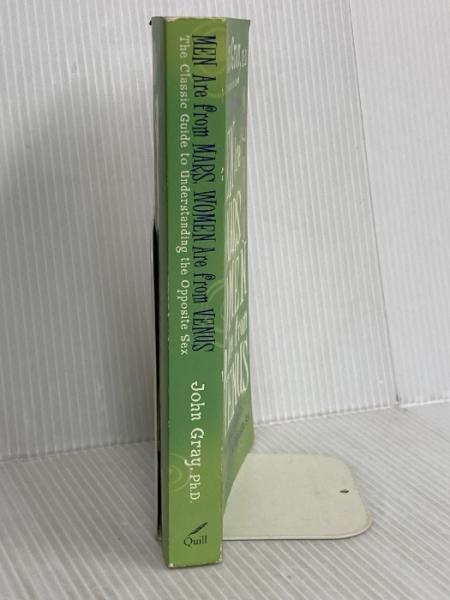 MEN Are from MARS, WOMEN Are from VENUS
The Classic Guide to Understanding the Opposite Sex
John Gray, Ph.D.
Quill